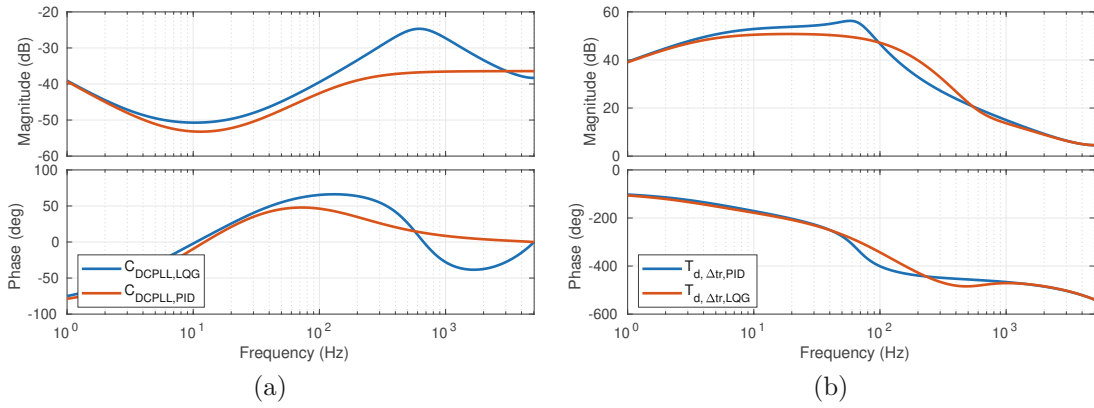 -20
-30
-40
-50
-60
Magnitude (dB)
100
50
0
-50
-100
Phase (deg)
C_DCPLL,LQG
C_DCPLL,PID
10^0 10^1 10^2 10^3
Frequency (Hz)
(a)
60
40
20
0
Magnitude (dB)
0
-200
-400
-600
Phase (deg)
T_d, Δtr,PID
T_d, Δtr,LQG
10^0 10^1 10^2 10^3
Frequency (Hz)
(b)